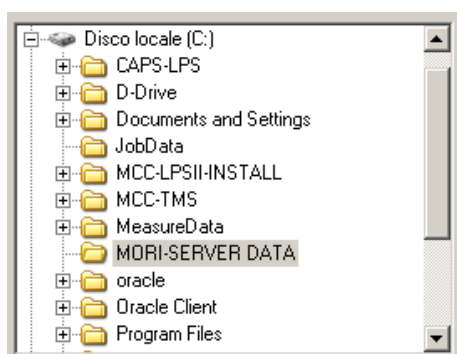 Disco locale (C:)
CAPS-LPS
D-Drive
Documents and Settings
JobData
MCC-LPSII-INSTALL
MCC-TMS
MeasureData
MORI-SERVER DATA
oracle
Oracle Client
Program Files